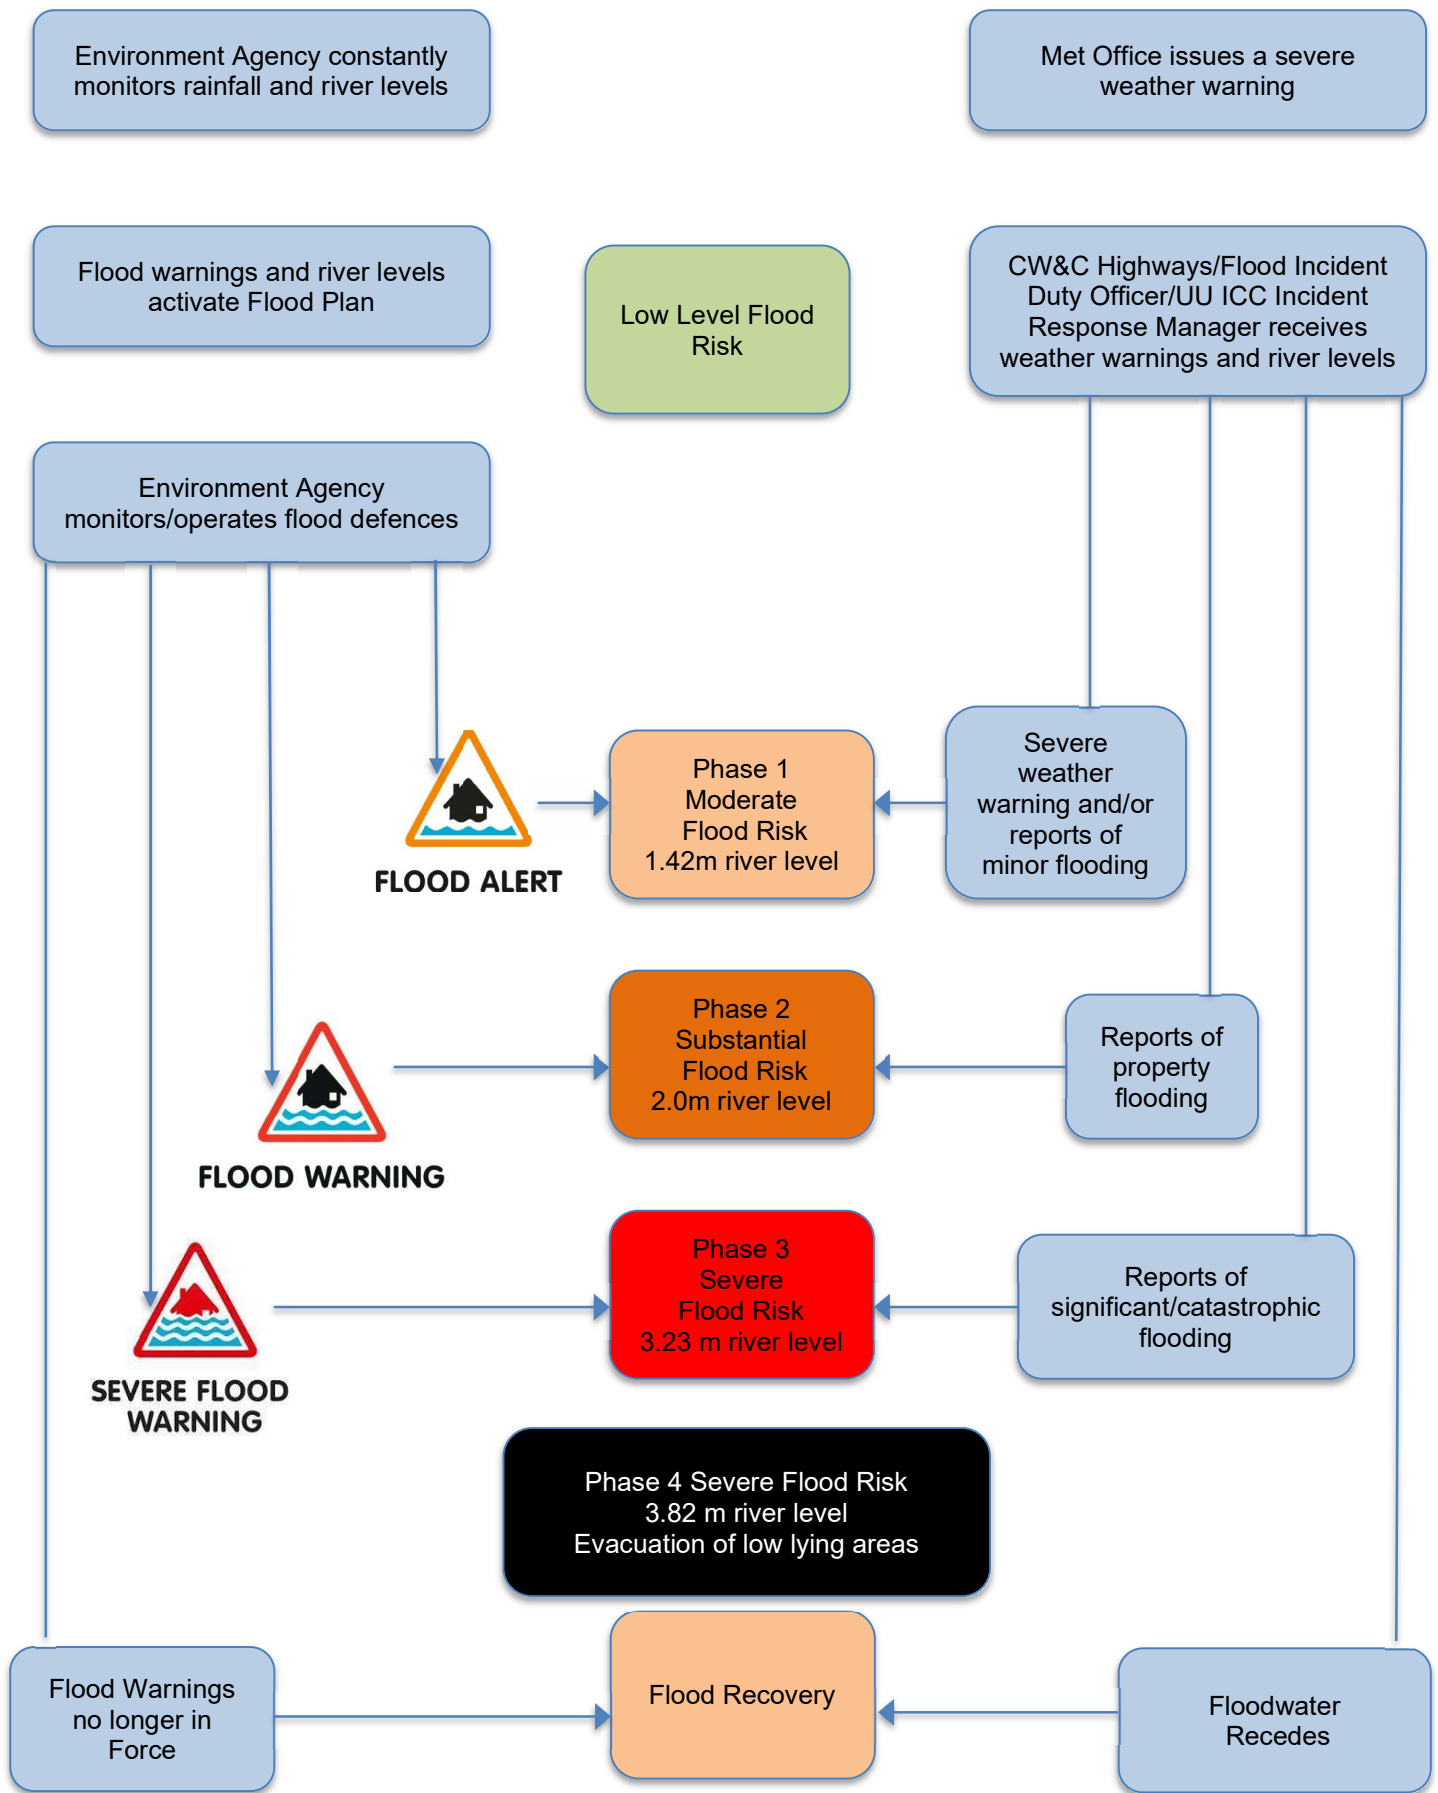 Environment Agency constantly
monitors rainfall and river levels
Met Office issues a severe
weather warning
Flood warnings and river levels
activate Flood Plan
Low Level Flood
Risk
CW&C Highways/Flood Incident
Duty Officer/UU ICC Incident
Response Manager receives
weather warnings and river levels
Environment Agency
monitors/operates flood defences
FLOOD ALERT
Phase 1
Moderate
Flood Risk
1.42m river level
Severe
weather
warning and/or
reports of
minor flooding
FLOOD WARNING
Phase 2
Substantial
Flood Risk
2.0m river level
Reports of
property
flooding
SEVERE FLOOD
WARNING
Phase 3
Severe
Flood Risk
3.23 m river level
Reports of
significant/catastrophic
flooding
Phase 4 Severe Flood Risk
3.82 m river level
Evacuation of low lying areas
Flood Warnings
no longer in
Force
Flood Recovery
Floodwater
Recedes